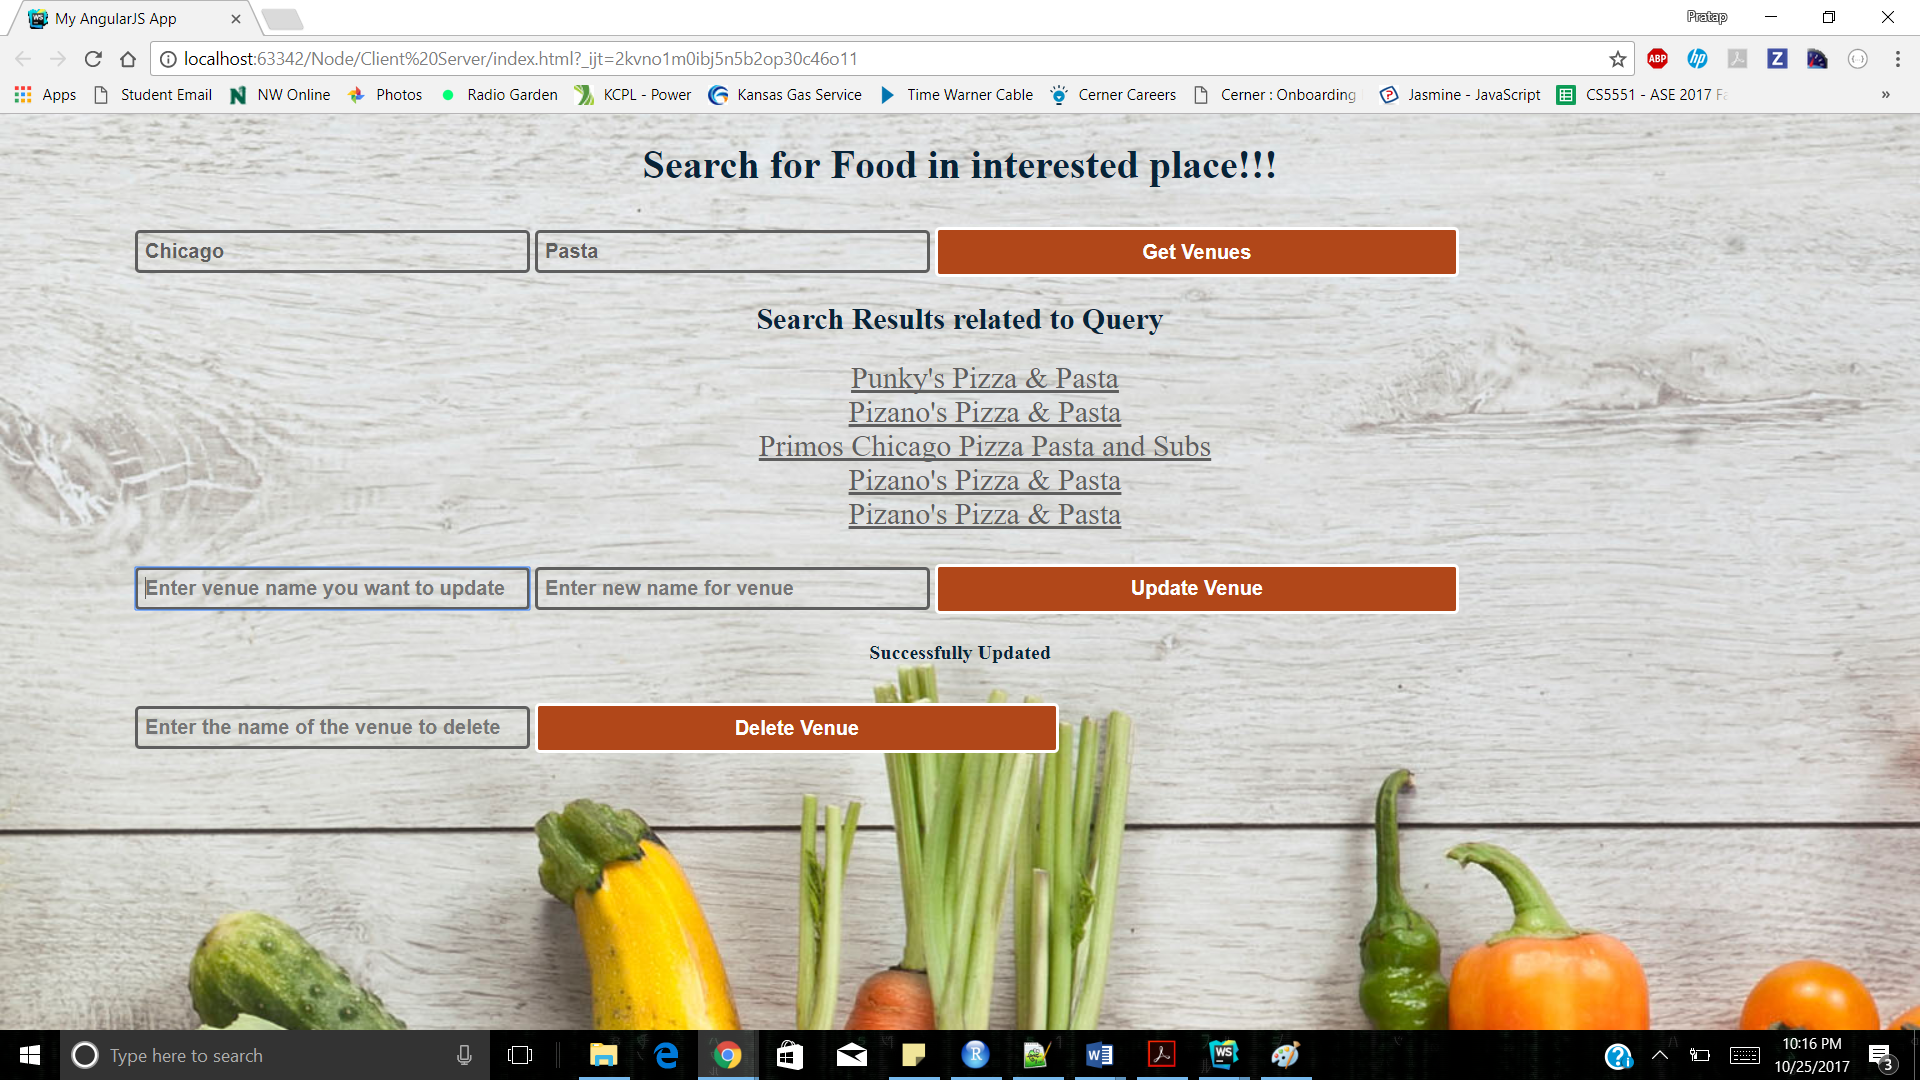 My AngularJS App
Pratap
localhost:63342/Node/Client%20Server/index.html?_ijt=2kvno1m0ibj5n5b2op30c46o11
ABP
hp
Z
Apps
Student Email
N
NW Online
Photos
Radio Garden
KCPL - Power
Kansas Gas Service
Time Warner Cable
Cerner Careers
Cerner : Onboarding
Jasmine - JavaScript
CS5551 - ASE 2017
»
Search for Food in interested place!!!
Chicago
Pasta
Get Venues
Search Results related to Query
Punky's Pizza & Pasta
Pizano's Pizza & Pasta
Primos Chicago Pizza Pasta and Subs
Pizano's Pizza & Pasta
Pizano's Pizza & Pasta
Enter venue name you want to update
Enter new name for venue
Update Venue
Successfully Updated
Enter the name of the venue to delete
Delete Venue
Type here to search
R
W
WS
10:16 PM
10/25/2017
3